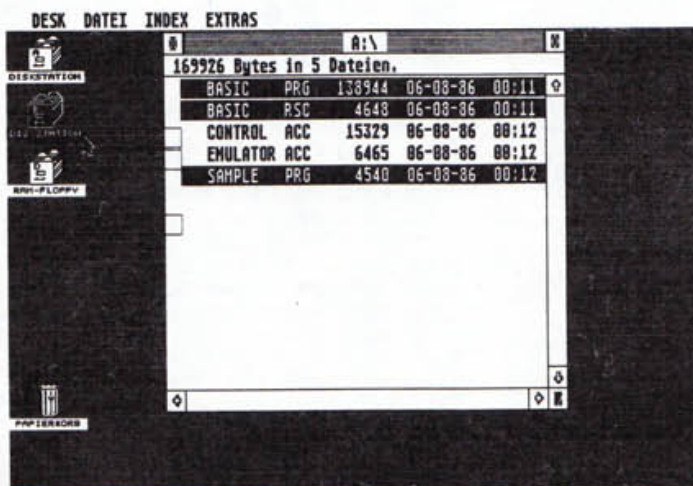 DESK DATEI INDEX EXTRAS
A:\
169926 Bytes in 5 Dateien.
BASIC PRG 138944 06-08-86 00:11
BASIC RSC 4648 06-08-86 00:11
CONTROL ACC 15329 06-08-86 00:12
EMULATOR ACC 6465 06-08-86 00:12
SAMPLE PRG 4540 06-08-86 00:12
DISKSTATION
RAM-FLOPPY
PAPIERKORB